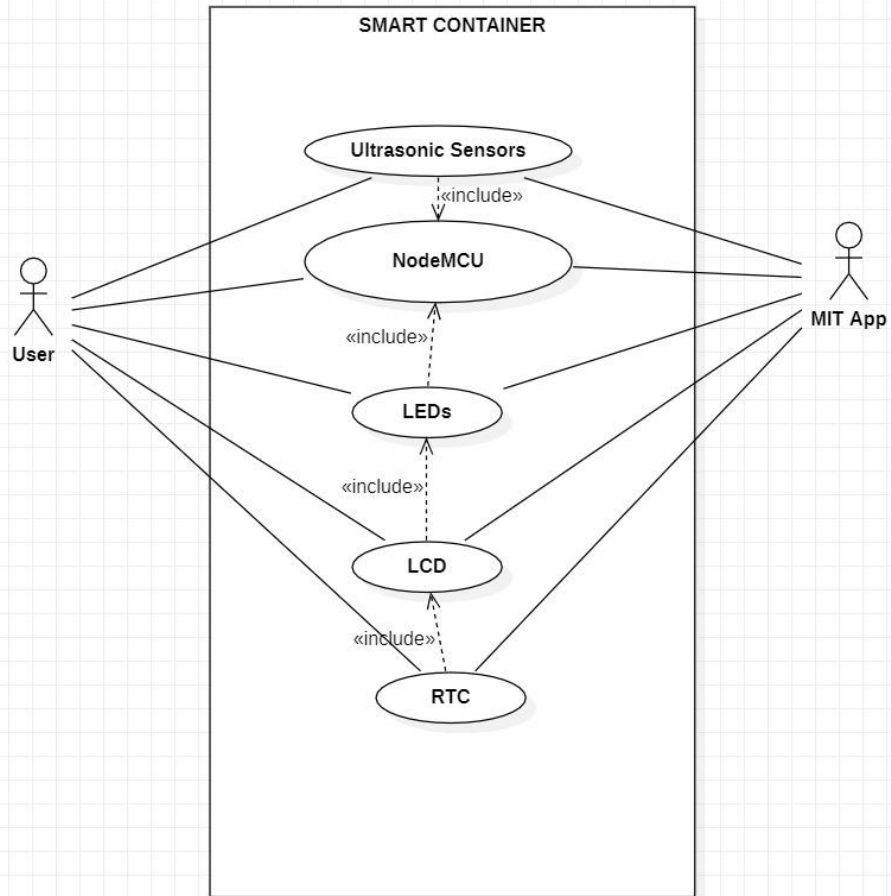 SMART CONTAINER
Ultrasonic Sensors
«include»
NodeMCU
MIT App
«include»
User
LEDs
«include»
LCD
«include»
RTC